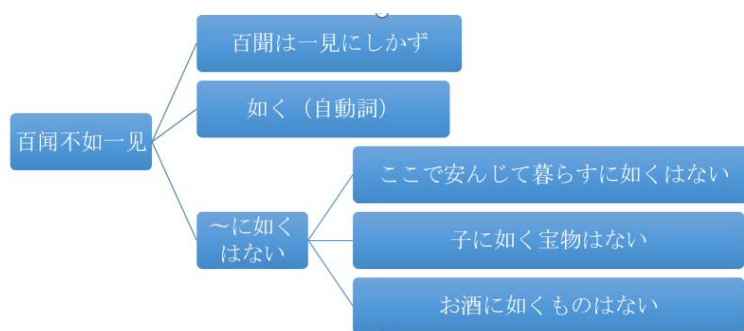 百闻不如一见
百聞は一見にしかず
如く（自動詞）
～に如く
はない
ここで安んじて暮らすに如くはない
子に如く宝物はない
お酒に如くものはない